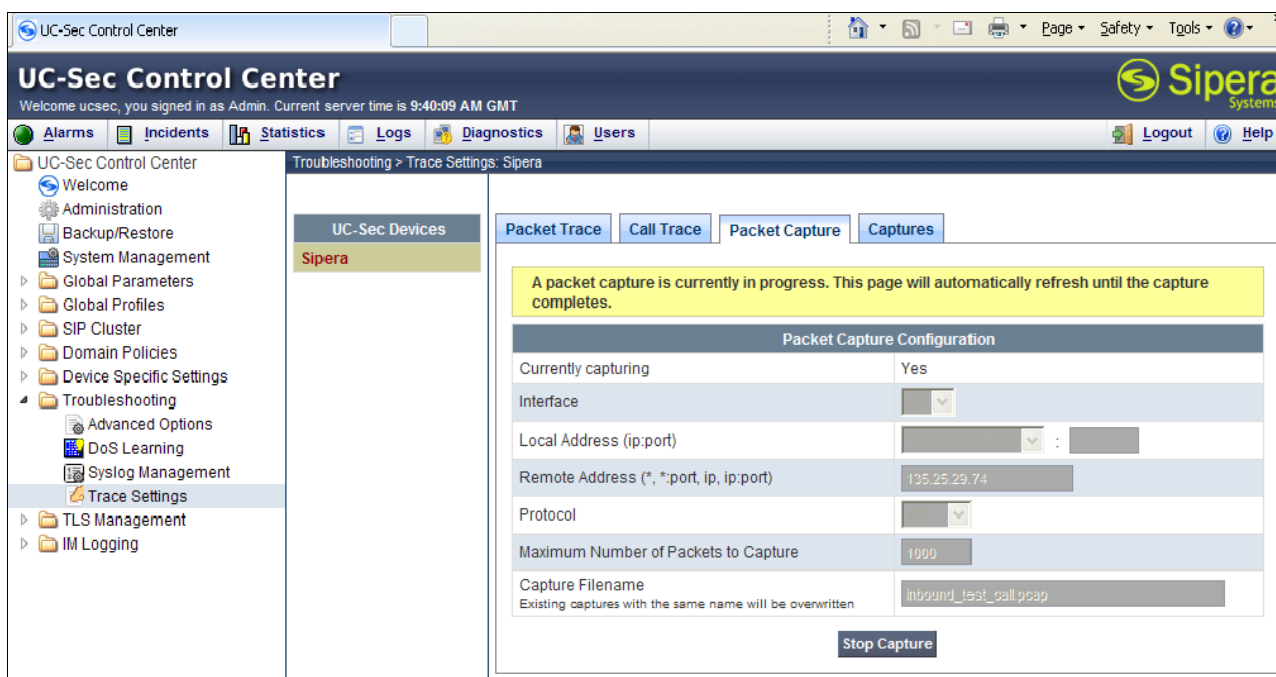 UC-Sec Control Center
Page Safety Tools
UC-Sec Control Center
Welcome ucsec, you signed in as Admin. Current server time is 9:40:09 AM GMT
Sipera
Systems
Alarms Incidents Statistics Logs Diagnostics Users Logout Help
UC-Sec Control Center
Welcome
Administration
Backup/Restore
System Management
Global Parameters
Global Profiles
SIP Cluster
Domain Policies
Device Specific Settings
Troubleshooting
Advanced Options
DoS Learning
Syslog Management
Trace Settings
TLS Management
IM Logging
Troubleshooting > Trace Settings: Sipera
UC-Sec Devices
Sipera
Packet Trace Call Trace Packet Capture Captures
A packet capture is currently in progress. This page will automatically refresh until the capture
completes.
Packet Capture Configuration
Currently capturing Yes
Interface
Local Address (ip:port) :
Remote Address (*, *:port, ip, ip:port) 135.25.29.74
Protocol
Maximum Number of Packets to Capture 1000
Capture Filename
Existing captures with the same name will be overwritten
inbound_test_call.pcap
Stop Capture